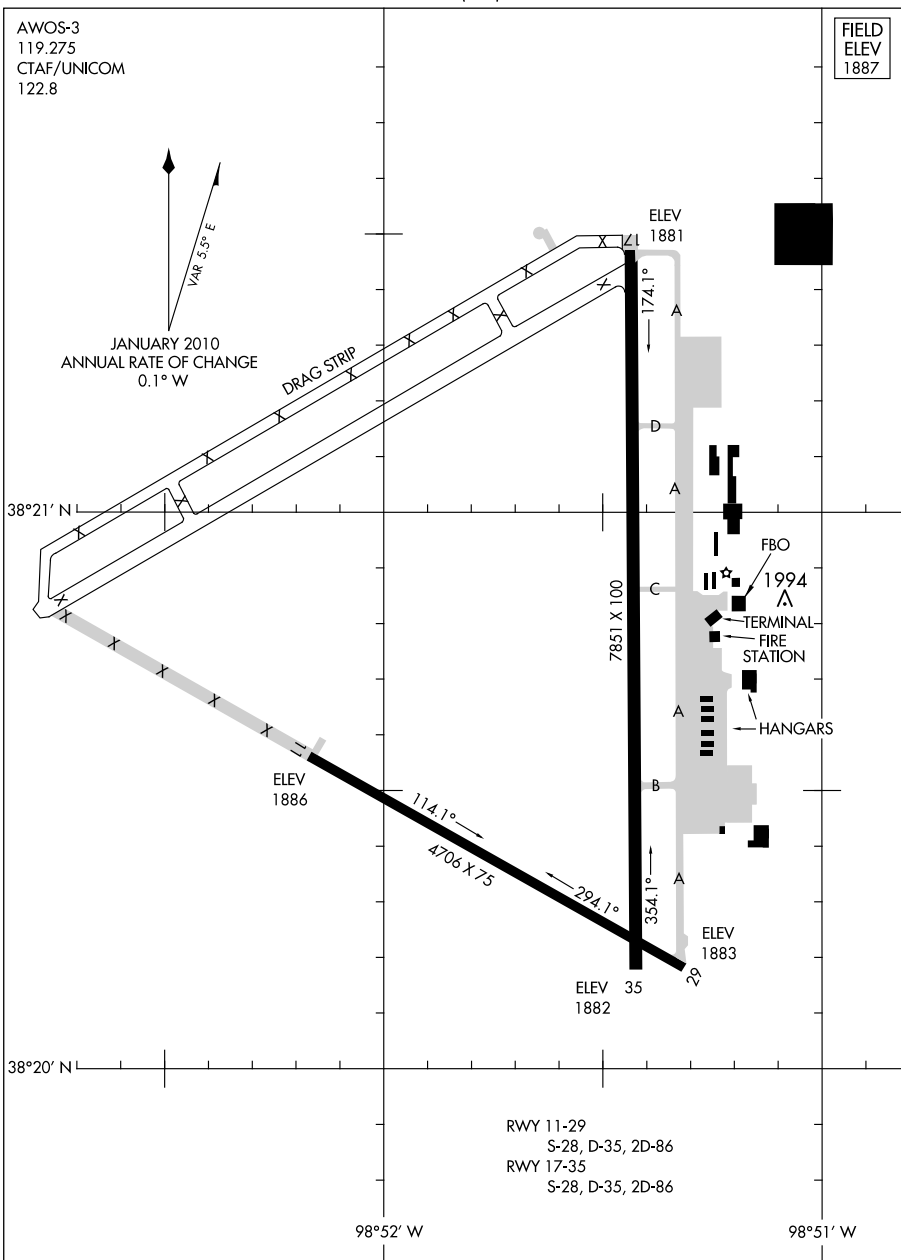 AWOS-3
119.275
CTAF/UNICOM
122.8
FIELD
ELEV
1887
VAR 5.5° E
JANUARY 2010
ANNUAL RATE OF CHANGE
0.1° W
ELEV
1881
17
174.1°
A
DRAG STRIP
X
X
X
X
X
X
X
X
X
X
X
X
D
A
38°21' N
FBO
1994
C
7851 X 100
TERMINAL
FIRE
STATION
X
X
X
X
X
A
HANGARS
11
ELEV
1886
B
114.1°
4706 X 75
294.1°
354.1°
A
ELEV
1883
29
ELEV
1882
35
38°20' N
RWY 11-29
S-28, D-35, 2D-86
RWY 17-35
S-28, D-35, 2D-86
98°52' W
98°51' W